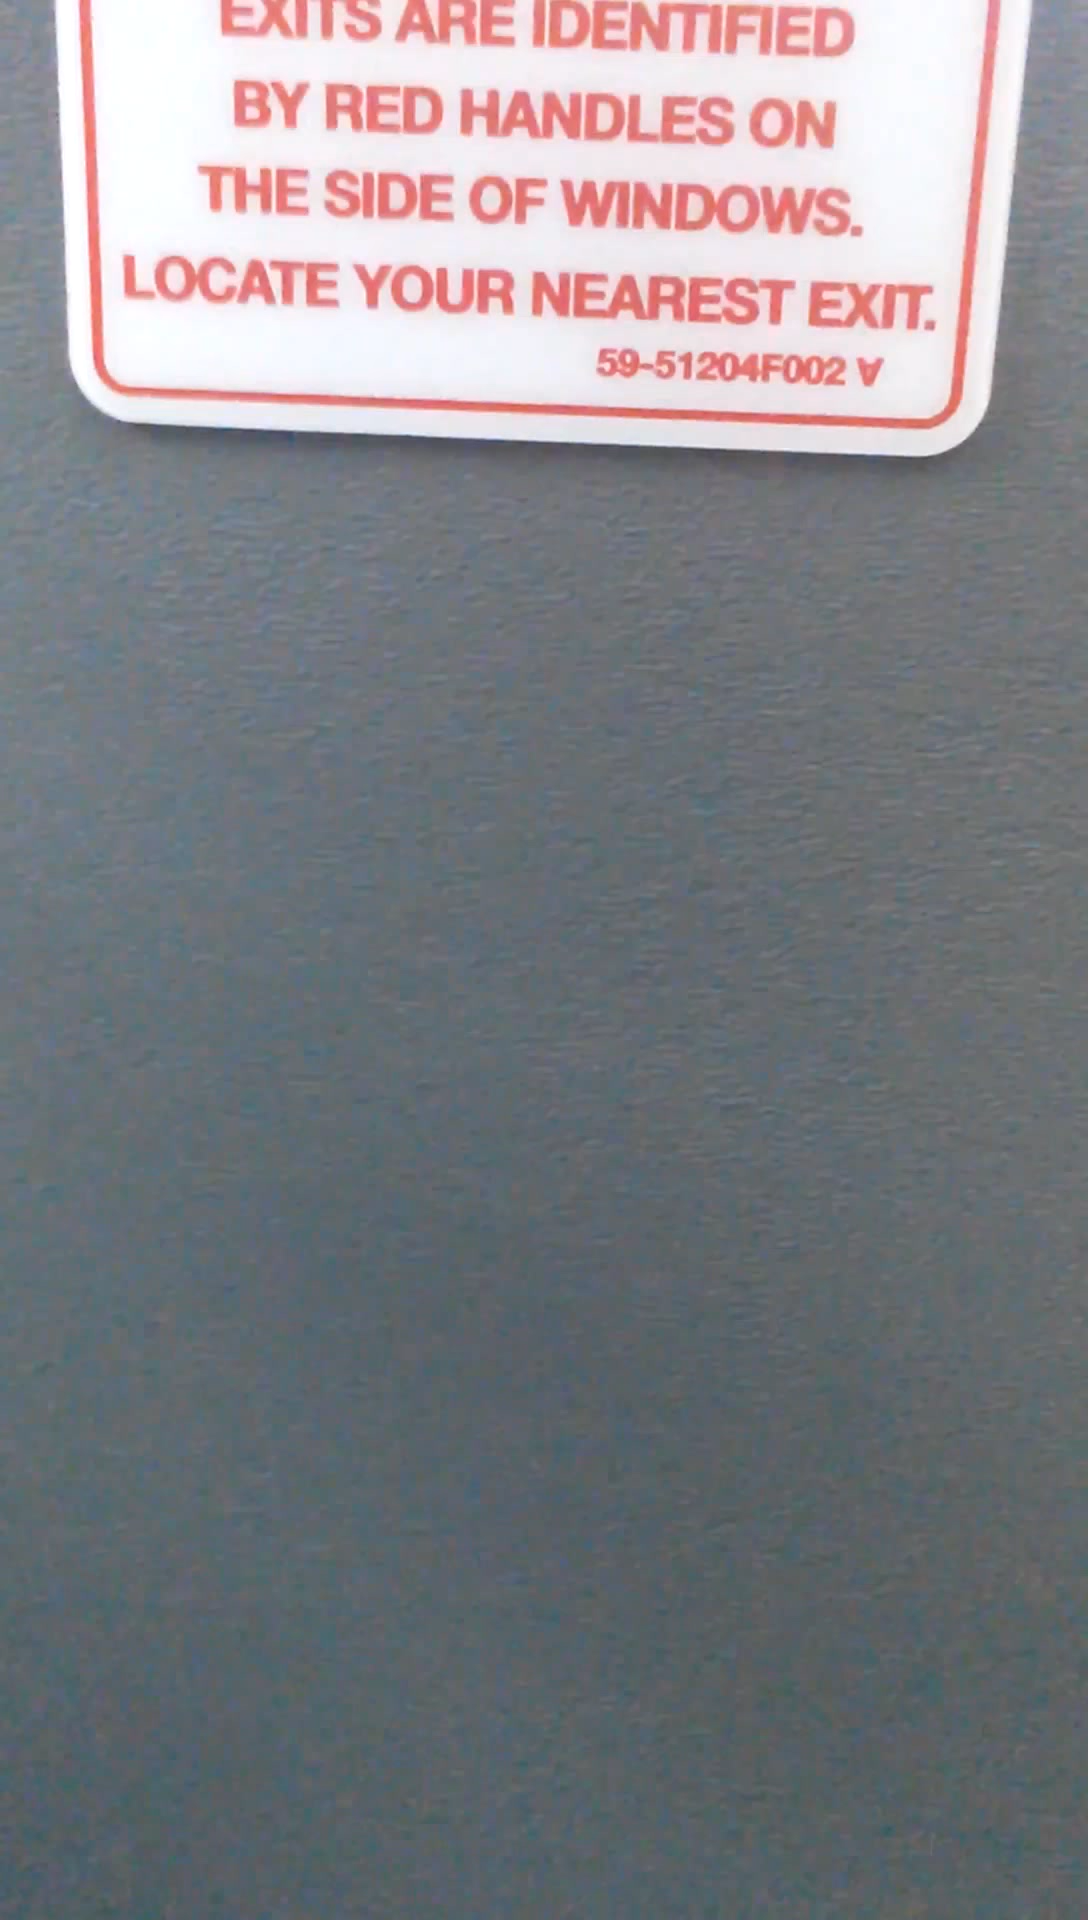 EXITS ARE IDENTIFIED
BY RED HANDLES ON
THE SIDE OF WINDOWS.
LOCATE YOUR NEAREST EXIT.
59-51204F002 ∀